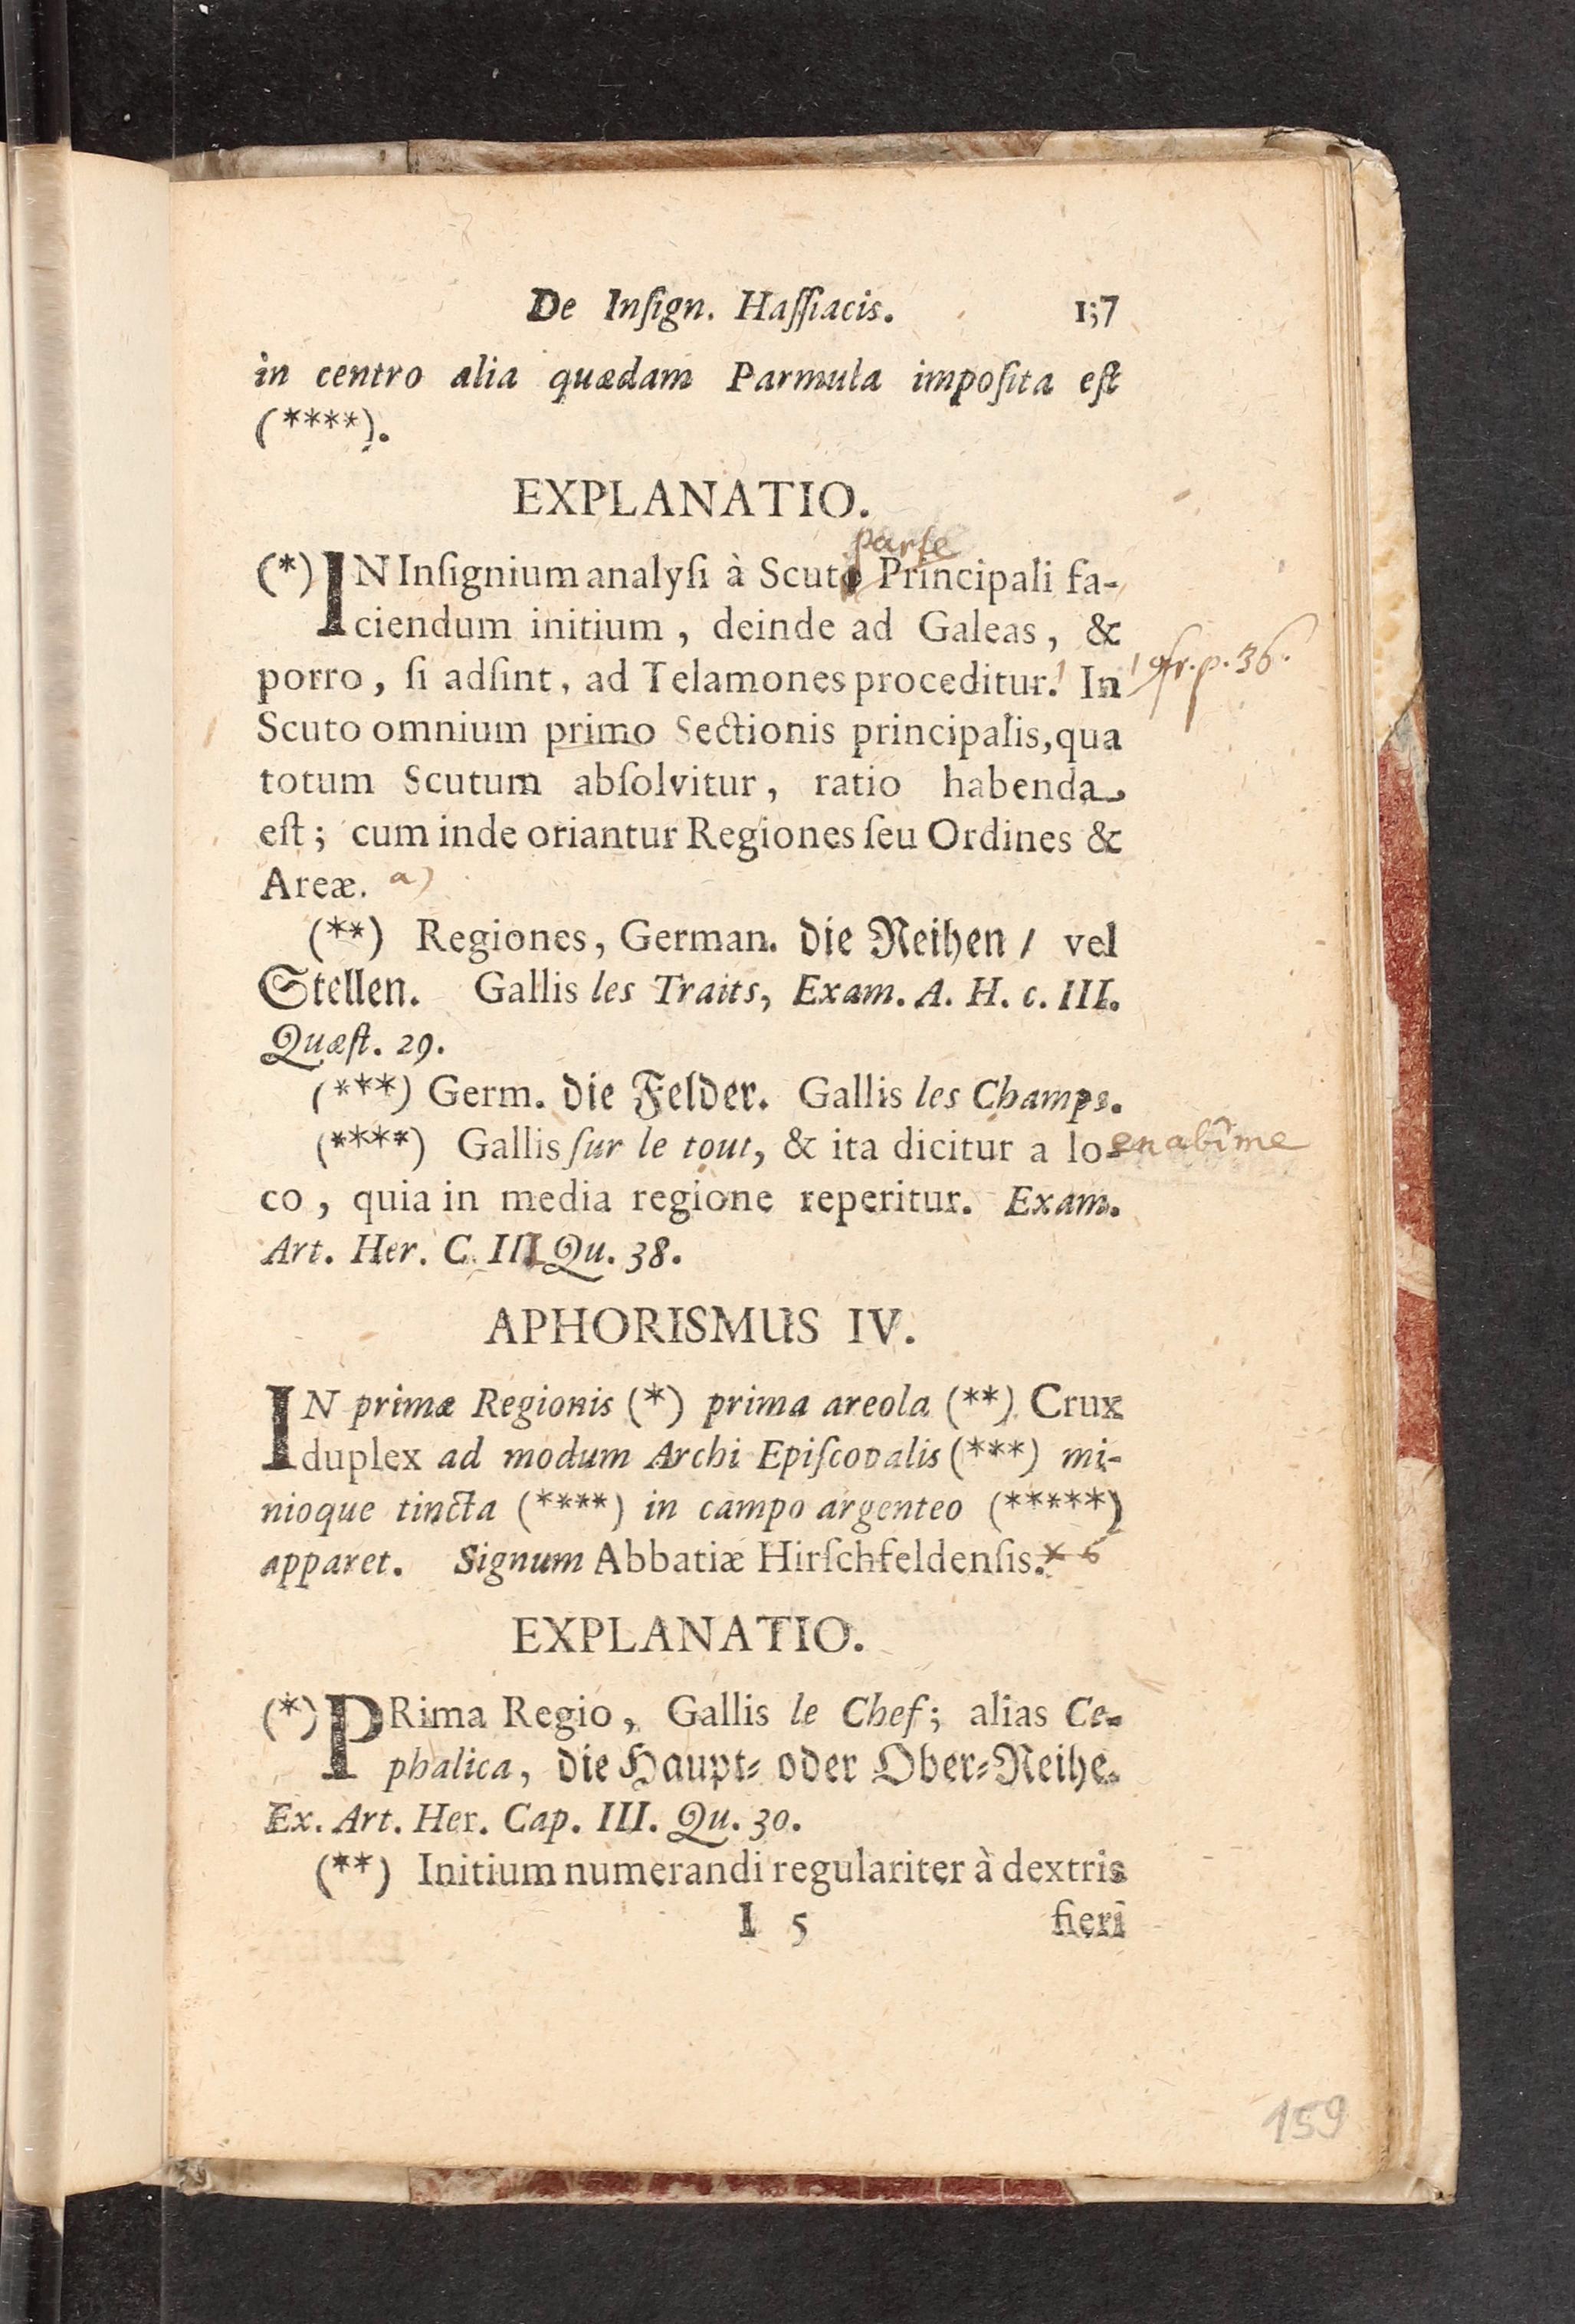 De Inſign. Haſſiacis. 1;7
in centro alia quædam Parmula impoſita eſt
(****).
EXPLANATIO.
parte
(*) IN Inſignium analyſi à Scuto Principali fa-
ciendum initium, deinde ad Galeas, &
porro, ſi adſint, ad Telamones proceditur. In
cfr. p. 36.
Scuto omnium primo Sectionis principalis, qua
totum Scutum abſolvitur, ratio habenda
eſt; cum inde oriantur Regiones ſeu Ordines &
Areæ. a)
(**) Regiones, German. die Reihen / vel
Stellen. Gallis les Traits, Exam. A. H. c. III.
Quæſt. 29.
(***) Germ. die Felder. Gallis les Champs.
(****) Gallis ſur le tout, & ita dicitur a lo- en abîme
co, quia in media regione reperitur. Exam.
Art. Her. C. III Qu. 38.
APHORISMUS IV.
IN primæ Regionis (*) prima areola (**) Crux
duplex ad modum Archi Epiſcopalis (***) mi-
nioque tincta (****) in campo argenteo (*****)
apparet. Signum Abbatiæ Hirſchfeldenſis. * 6
EXPLANATIO.
(*) PRima Regio, Gallis le Chef; alias Ce-
phalica, die Haupt- oder Ober-Reihe.
Ex. Art. Her. Cap. III. Qu. 30.
(**) Initium numerandi regulariter à dextris
I 5 fieri
159